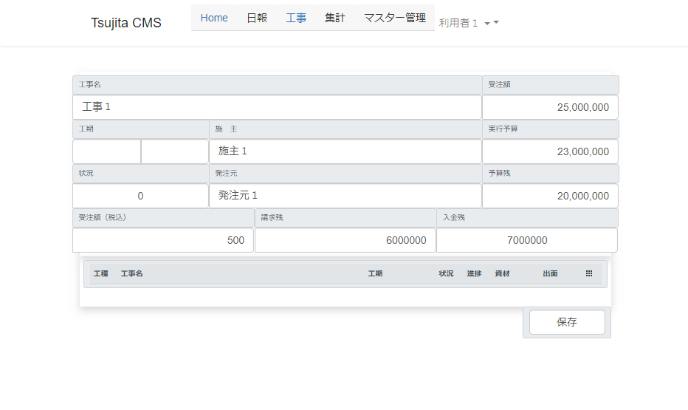 Tsujita CMS Home 日報 工事 集計 マスター管理 利用者 1
工事名 受注額
工事 1 25,000,000
工期 施 主 実行予算
施主 1 23,000,000
状況 発注元 予算残
0 発注元 1 20,000,000
受注額（税込） 請求残 入金残
500 6000000 7000000
工種 工事名 工期 状況 進捗 資材 出面
保存